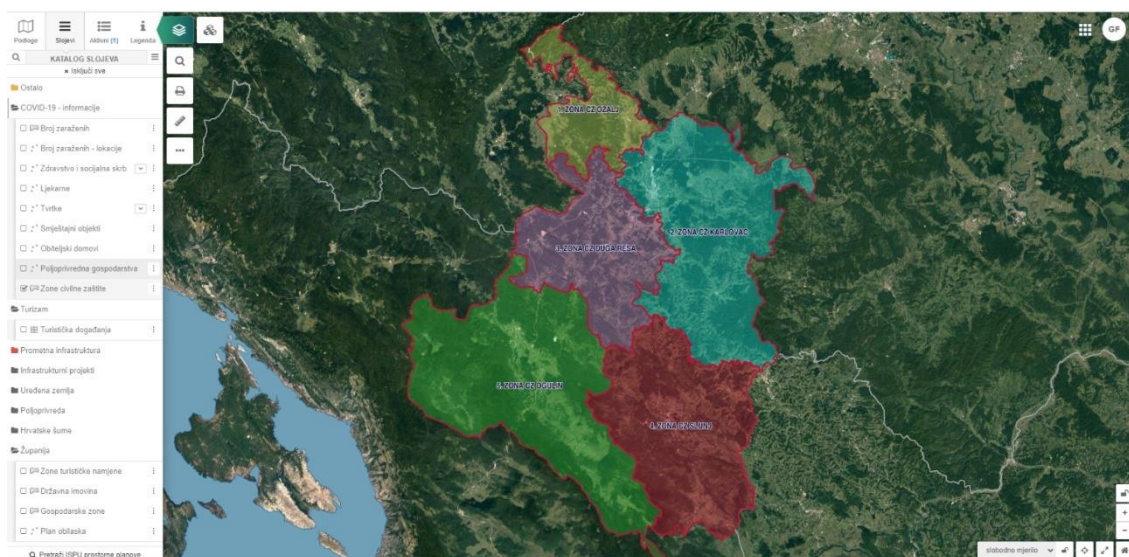 Podloge
Slojevi
Aktivni (1)
Legenda
KATALOG SLOJEVA
Isključi sve
Ostalo
COVID-19 - informacije
Broj zaraženih
Broj zaraženih - lokacije
Zdravstvo i socijalna skrb
Ljekarne
Tvrtke
Smještajni objekti
Obiteljski domovi
Poljoprivredna gospodarstva
Zone civilne zaštite
Turizam
Turistička događanja
Prometna infrastruktura
Infrastrukturni projekti
Uređena zemlja
Poljoprivreda
Hrvatske šume
Županija
Zone turističke namjene
Državna imovina
Gospodarske zone
Plan obilaska
Pretraži ISPU prostorne planove
GF
1. ZONA CZ OZALJ
2. ZONA CZ KARLOVAC
3. ZONA CZ DUGA RESA
5. ZONA CZ OGULIN
4. ZONA CZ SLUNJ
slobodno mjerilo